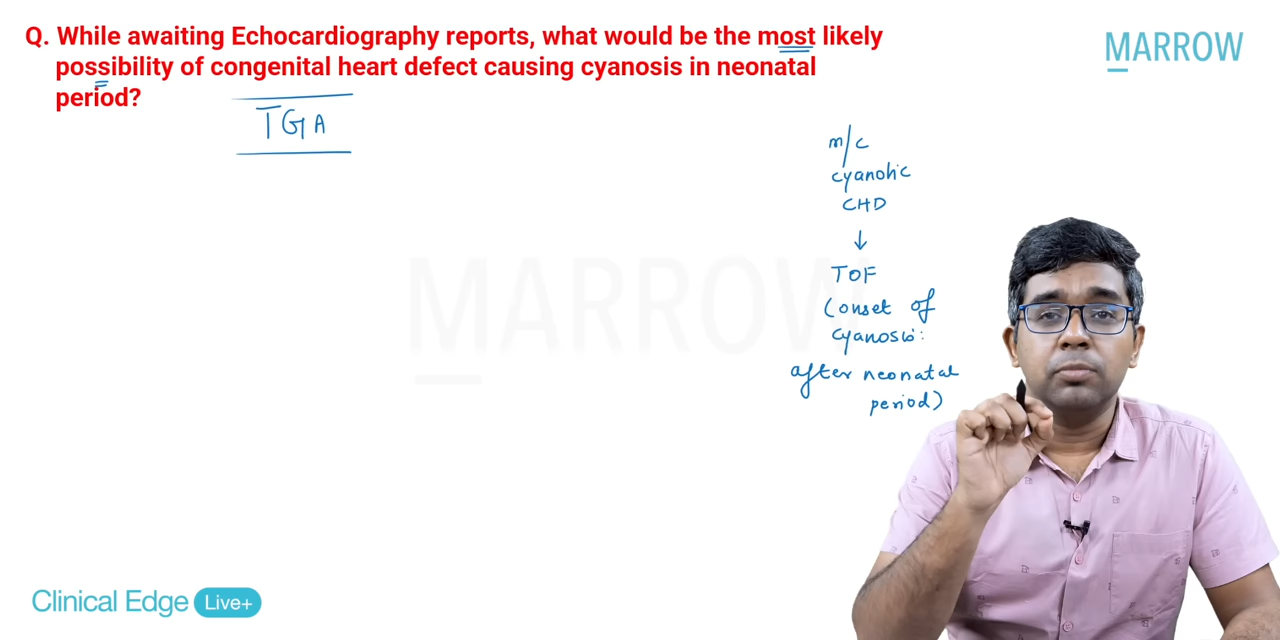 Q. While awaiting Echocardiography reports, what would be the most likely
possibility of congenital heart defect causing cyanosis in neonatal
period?
MARROW
TGA
m/c
cyanotic
CHD
↓
TOF
(onset of
cyanosis:
after neonatal
period)
MARROW
Clinical Edge Live+